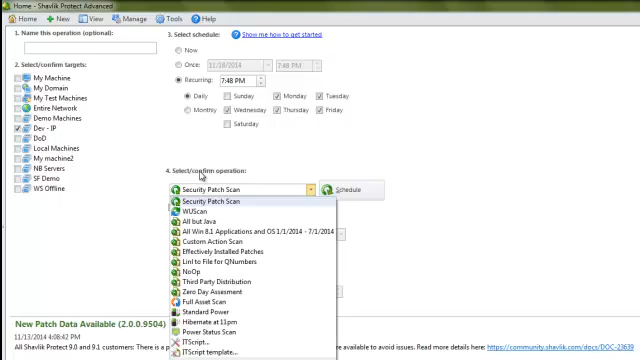 Home - Shavlik Protect Advanced
Home New View Manage Tools Help
1. Name this operation (optional):
2. Select/confirm targets:
My Machine
My Domain
My Test Machines
Entire Network
Demo Machines
Dev - IP
DoD
Local Machines
My machine2
NB Servers
SF Demo
WS Offline
3. Select schedule:
Show me how to get started
Now
Once: 11/18/2014 7:48 PM
Recurring: 7:48 PM
Daily Sunday Monday Tuesday
Monthly Wednesday Thursday Friday
Saturday
4. Select/confirm operation:
Security Patch Scan Schedule
Security Patch Scan
WUScan
All but Java
All Win 8.1 Applications and OS 1/1/2014 - 7/1/2014
Custom Action Scan
Effectively Installed Patches
Linl to File for QNumbers
NoOp
Third Party Distribution
Zero Day Assesment
Full Asset Scan
Standard Power
Hibernate at 11pm
Power Status Scan
ITScript...
ITScript template...
New Patch Data Available (2.0.0.9504)
11/13/2014 4:08:42 PM
All Shavlik Protect 9.0 and 9.1 customers: There is a p are available to avoid issues. Read more details here: https://community.shavlik.com/docs/DOC-23639